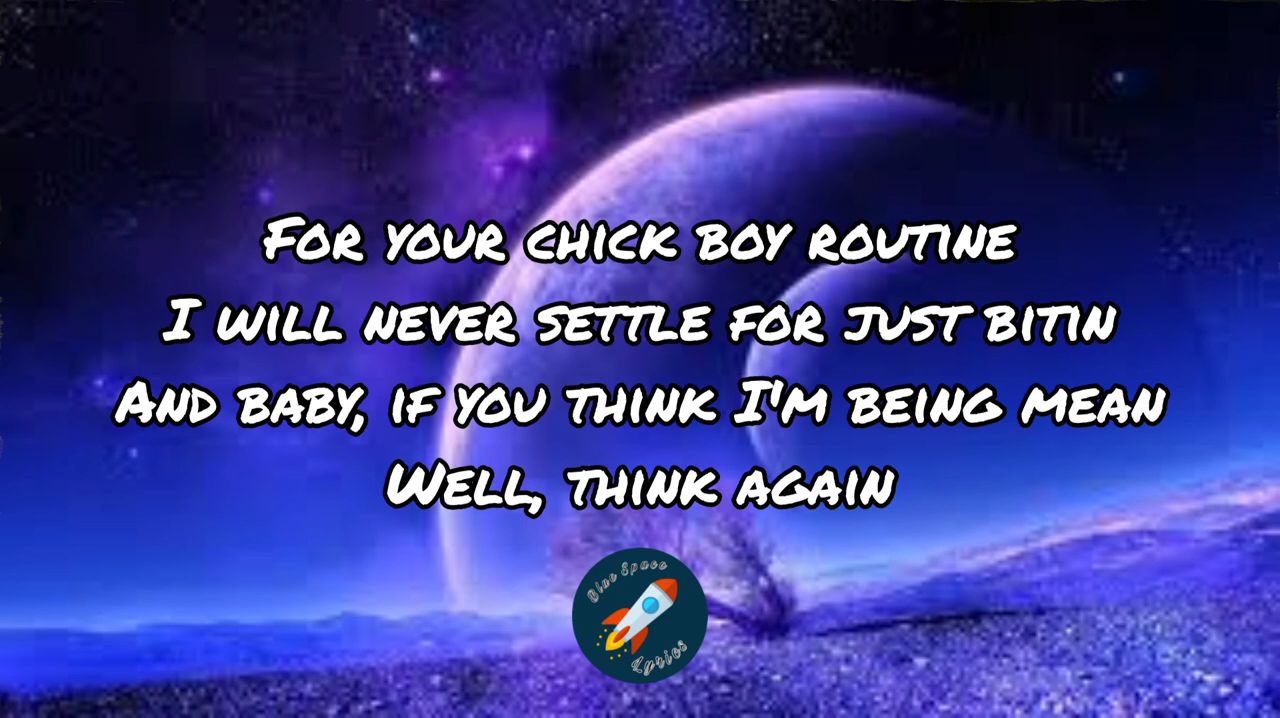 For your chick boy routine
I will never settle for just bitin
And baby, if you think I'm being mean
Well, think again
Blue Space
Lyrics